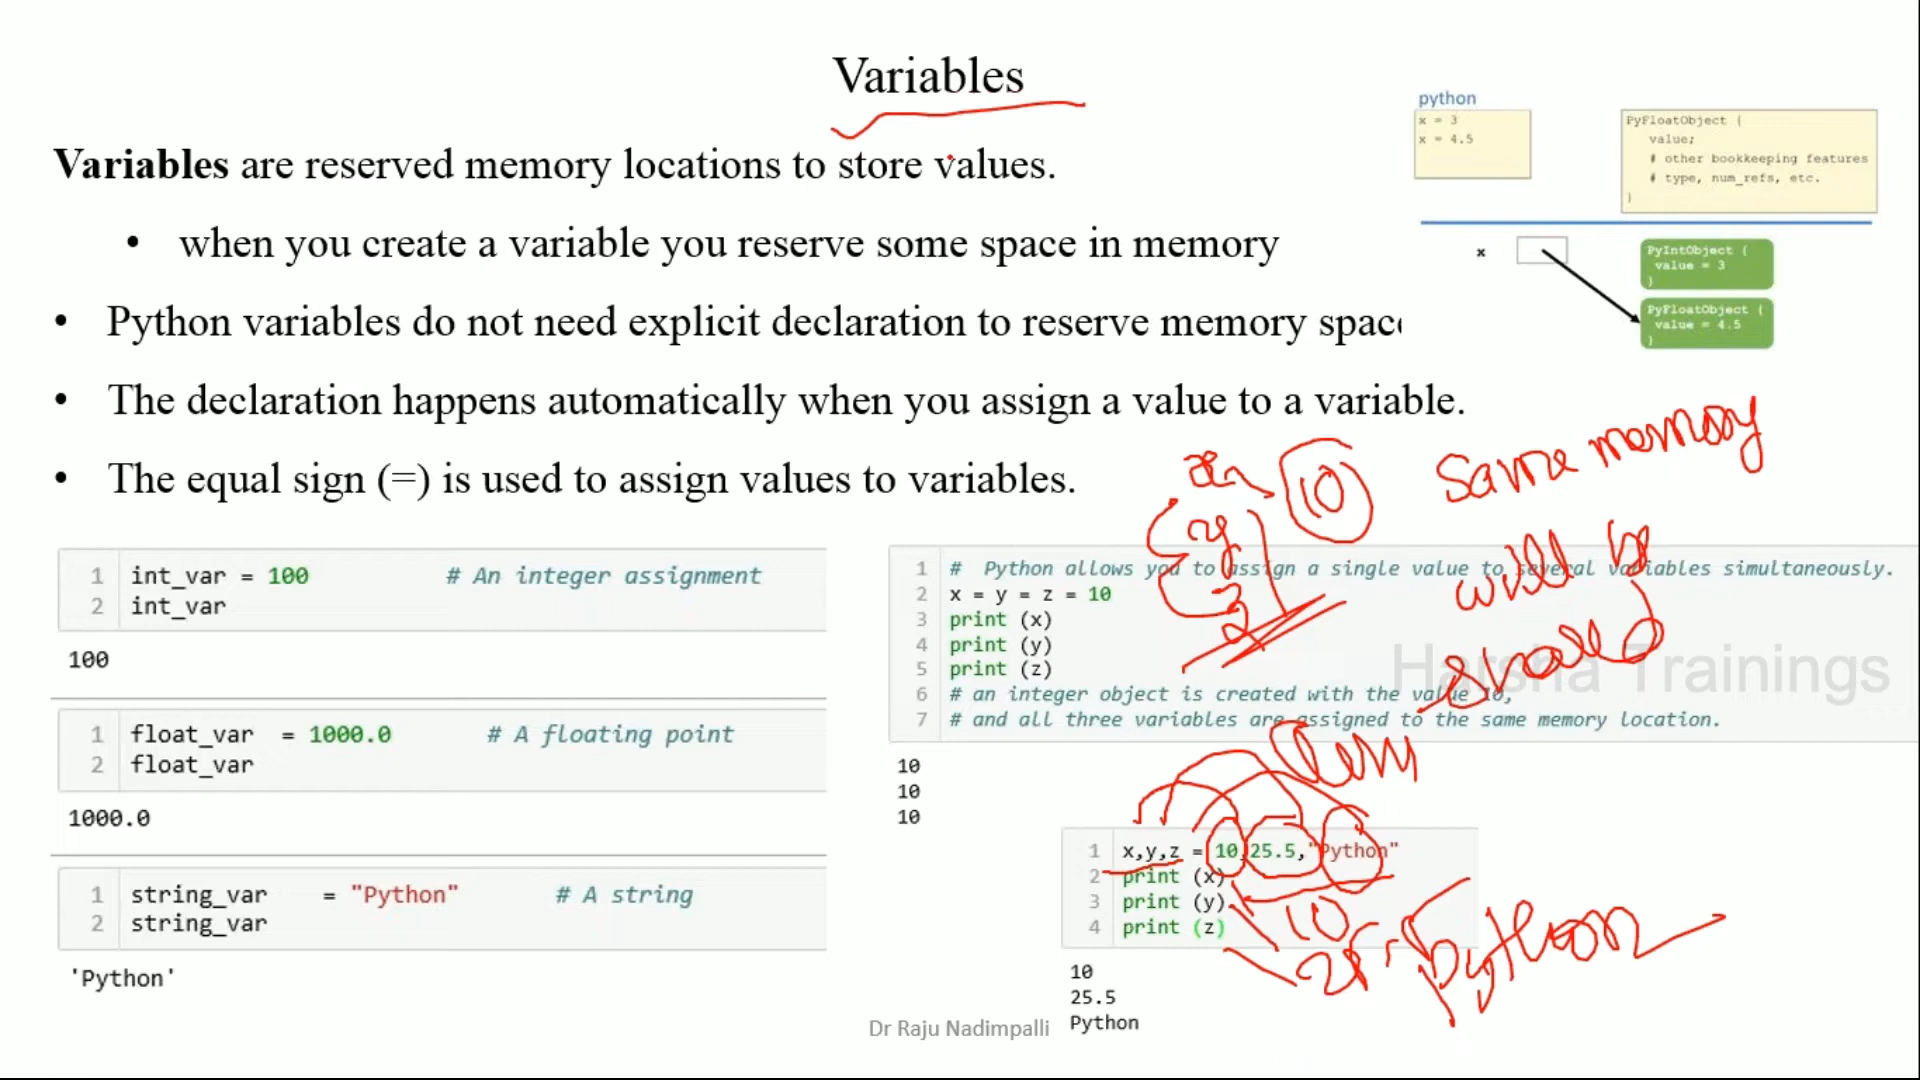 Variables
Variables are reserved memory locations to store values.
• when you create a variable you reserve some space in memory
• Python variables do not need explicit declaration to reserve memory space
• The declaration happens automatically when you assign a value to a variable.
• The equal sign (=) is used to assign values to variables.
python
x = 3
x = 4.5
PyFloatObject {
value;
# other bookkeeping features
# type, num_refs, etc.
}
x
PyIntObject {
value = 3
}
PyFloatObject {
value = 4.5
}
1 int_var = 100 # An integer assignment
2 int_var
100
1 float_var = 1000.0 # A floating point
2 float_var
1000.0
1 string_var = "Python" # A string
2 string_var
'Python'
x
y
z
10
Same memory
will be
shared
1 # Python allows you to assign a single value to several variables simultaneously.
2 x = y = z = 10
3 print (x)
4 print (y)
5 print (z)
6 # an integer object is created with the value 10,
7 # and all three variables are assigned to the same memory location.
10
10
10
Harsha Trainings
1 x,y,z = 10,25.5,"Python"
2 print (x)
3 print (y)
4 print (z)
10
25.5
Python
10
25.5
Python
Dr Raju Nadimpalli